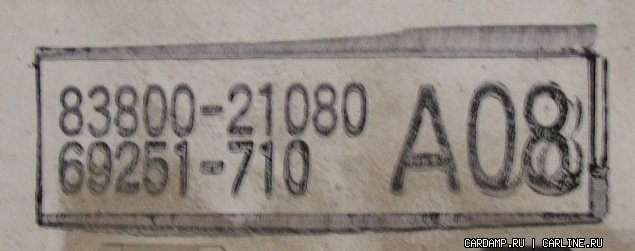 83800-21080
69251-710
A08
CARDAMP.RU | CARLINE.RU